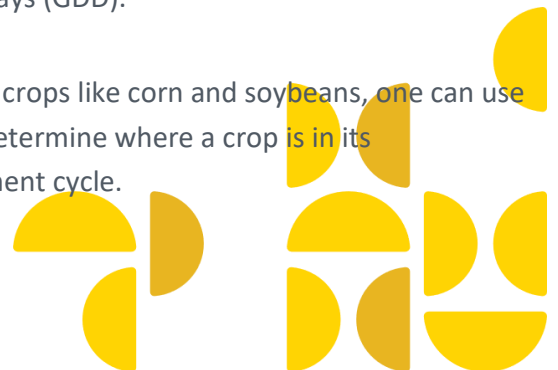 ays (GDD).
crops like corn and soybeans, one can use
etermine where a crop is in its
ment cycle.